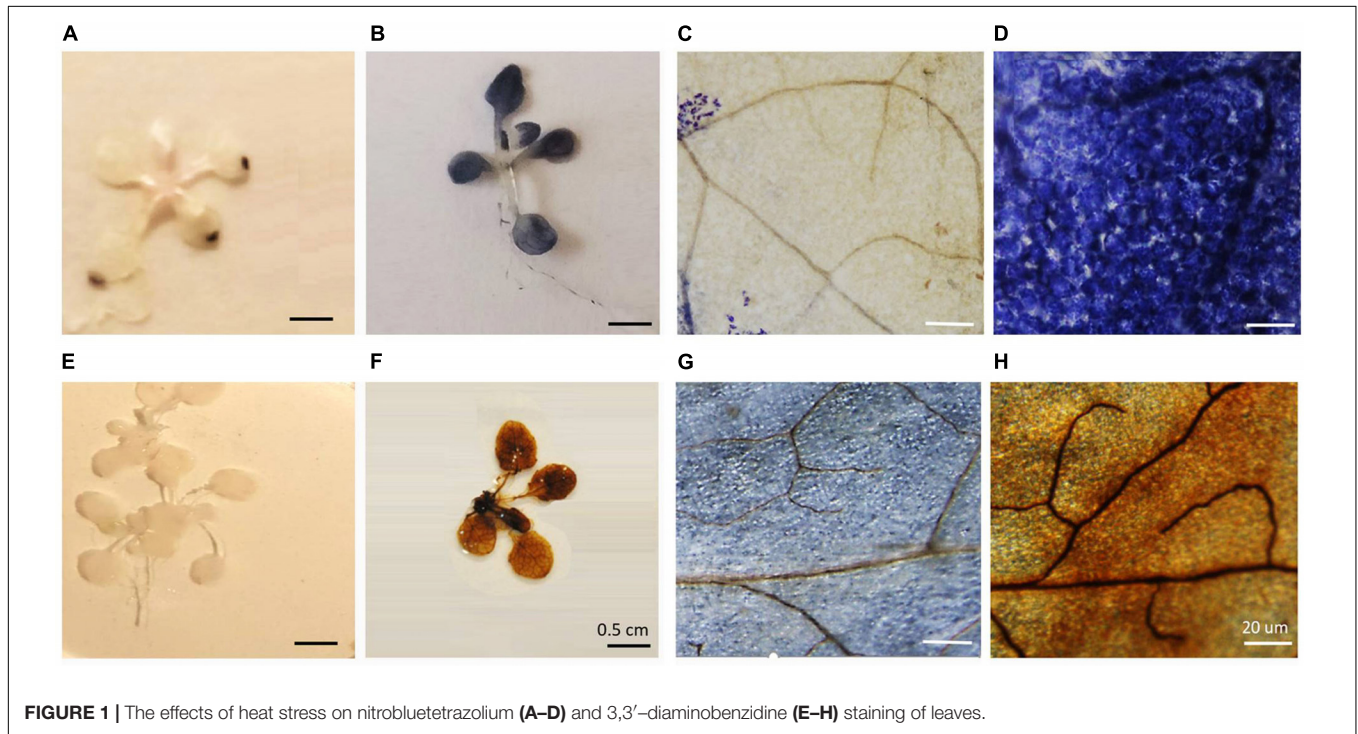 A
B
C
D
E
F
G
H
0.5 cm
20 um
FIGURE 1 | The effects of heat stress on nitrobluetetrazolium (A–D) and 3,3′–diaminobenzidine (E–H) staining of leaves.